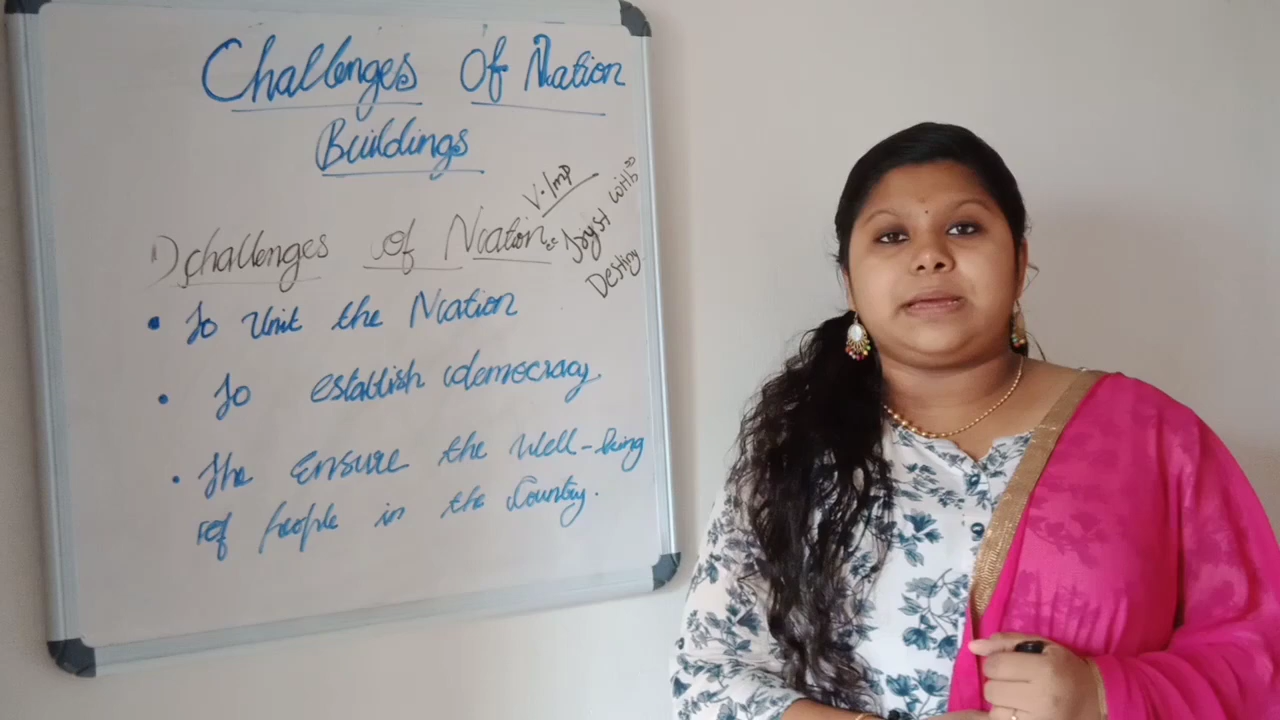 Challenges Of Nation
Buildings
V. Imp
1) challenges of Nation
Tryst with
Destiny
• To Unit the Nation
• To establish democracy.
• The Ensure the Well-being
of people in the Country.